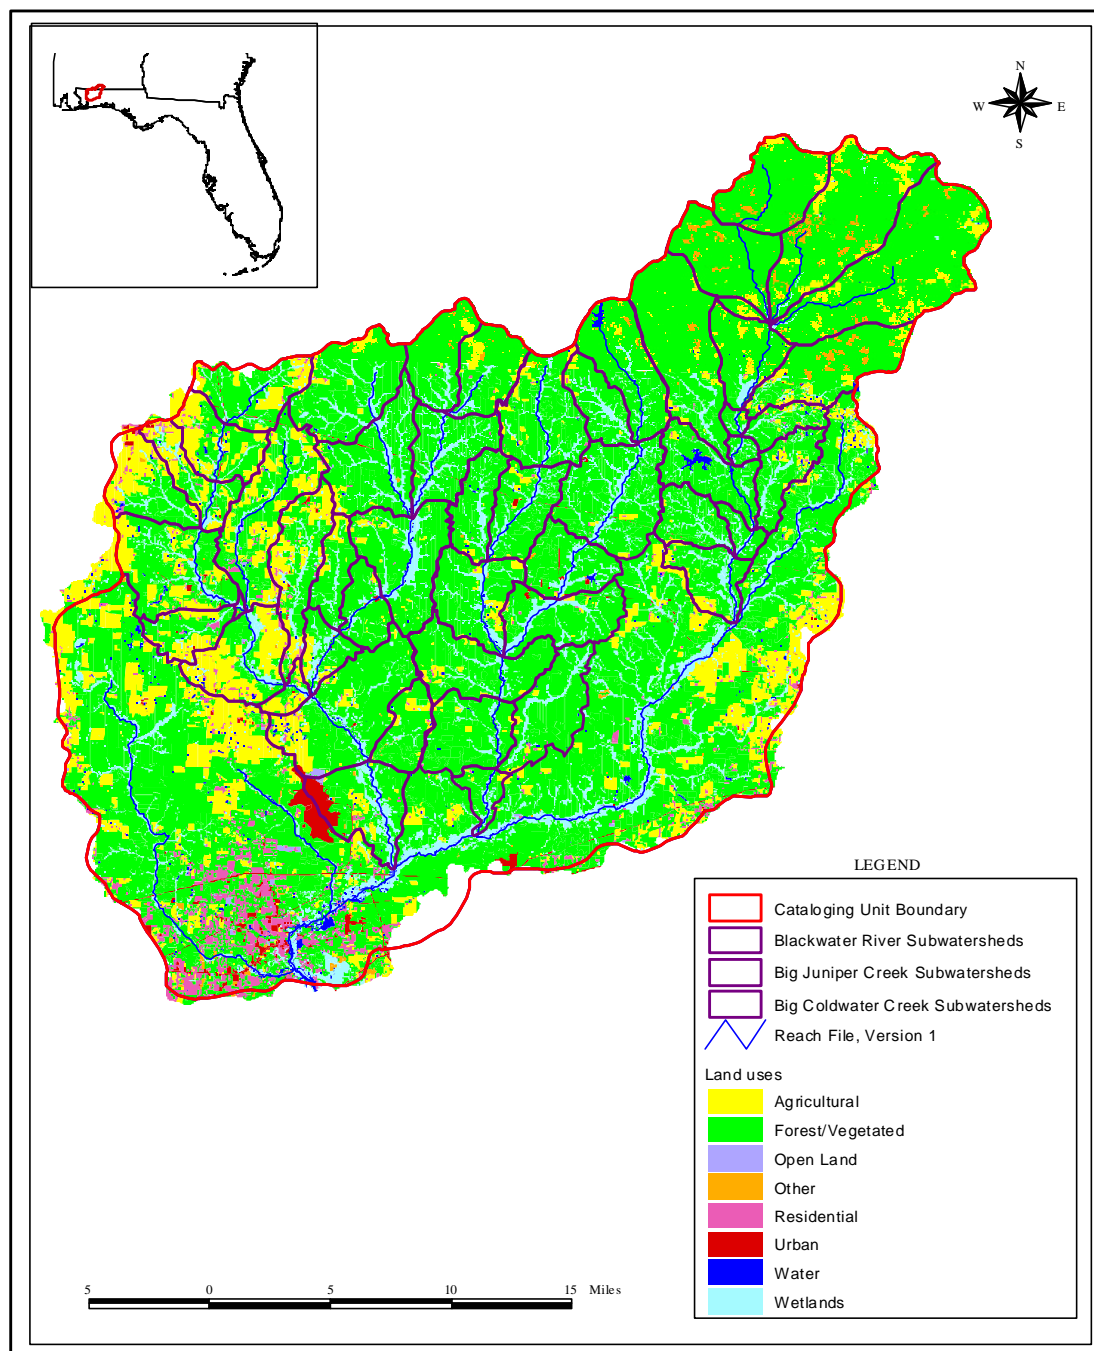 N
W E
S
LEGEND
Cataloging Unit Boundary
Blackwater River Subwatersheds
Big Juniper Creek Subwatersheds
Big Coldwater Creek Subwatersheds
Reach File, Version 1
Land uses
Agricultural
Forest/Vegetated
Open Land
Other
Residential
Urban
Water
Wetlands
5 0 5 10 15 Miles